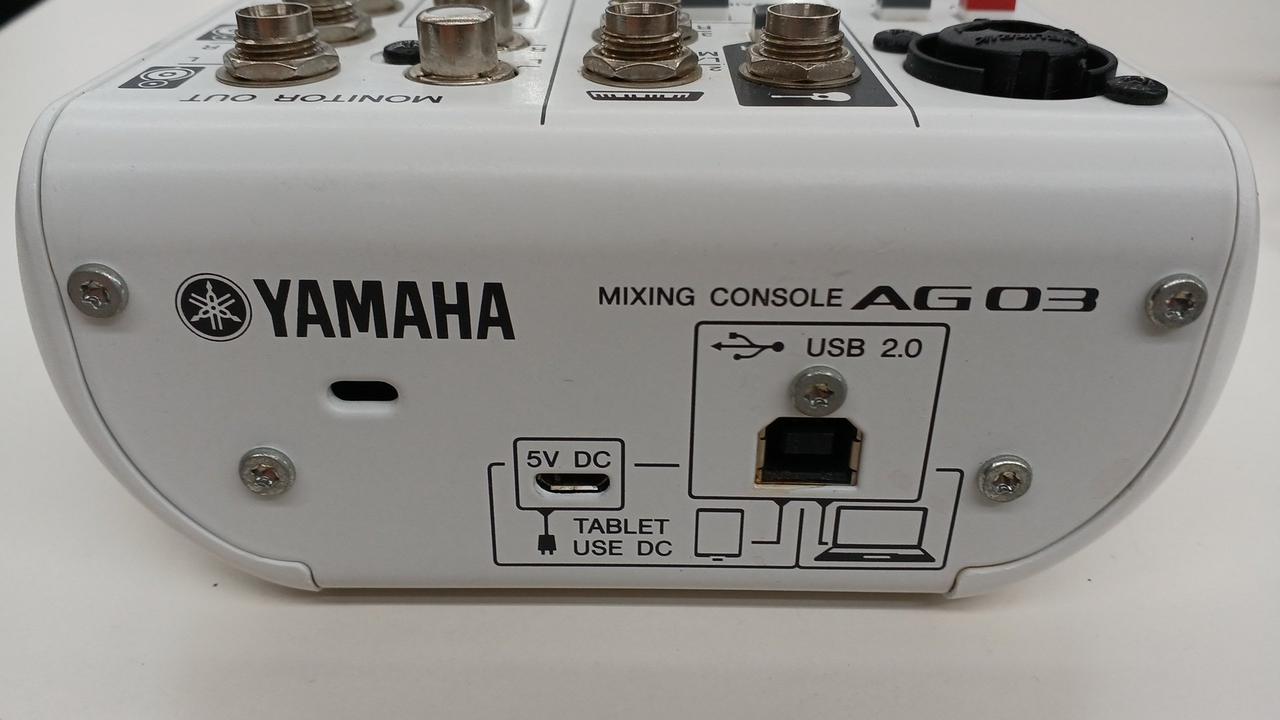 MONITOR OUT
L
R
YAMAHA
MIXING CONSOLE AG03
USB 2.0
5V DC
TABLET
USE DC